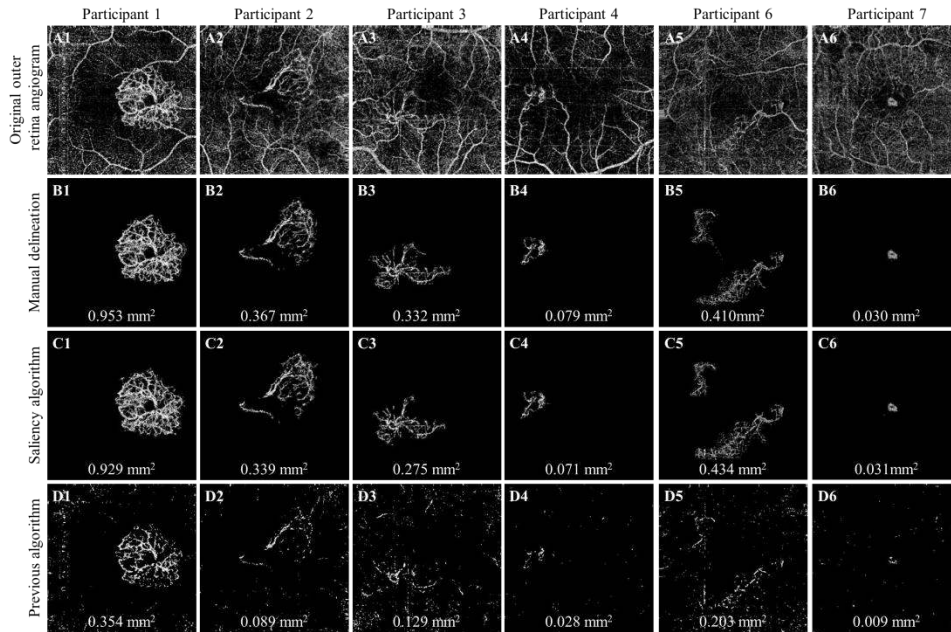 Participant 1 Participant 2 Participant 3 Participant 4 Participant 6 Participant 7
Original outer
retina angiogram
A1 A2 A3 A4 A5 A6
Manual delineation
B1 B2 B3 B4 B5 B6
0.953 mm² 0.367 mm² 0.332 mm² 0.079 mm² 0.410mm² 0.030 mm²
Saliency algorithm
C1 C2 C3 C4 C5 C6
0.929 mm² 0.339 mm² 0.275 mm² 0.071 mm² 0.434 mm² 0.031mm²
Previous algorithm
D1 D2 D3 D4 D5 D6
0.354 mm² 0.089 mm² 0.129 mm² 0.028 mm² 0.203 mm² 0.009 mm²